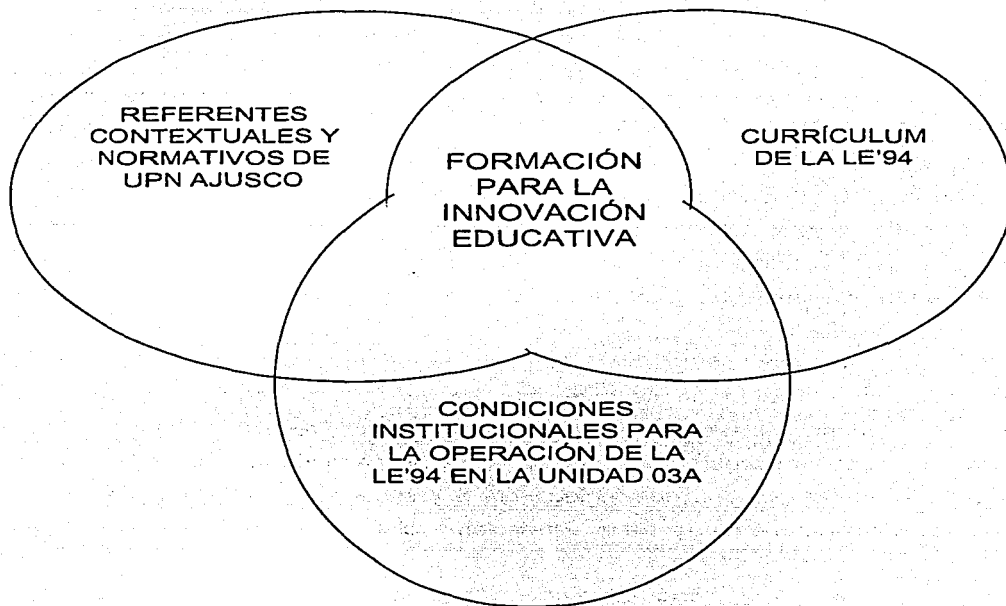 REFERENTES
CONTEXTUALES Y
NORMATIVOS DE
UPN AJUSCO
FORMACIÓN
PARA LA
INNOVACIÓN
EDUCATIVA
CURRÍCULUM
DE LA LE'94
CONDICIONES
INSTITUCIONALES PARA
LA OPERACIÓN DE LA
LE'94 EN LA UNIDAD 03A